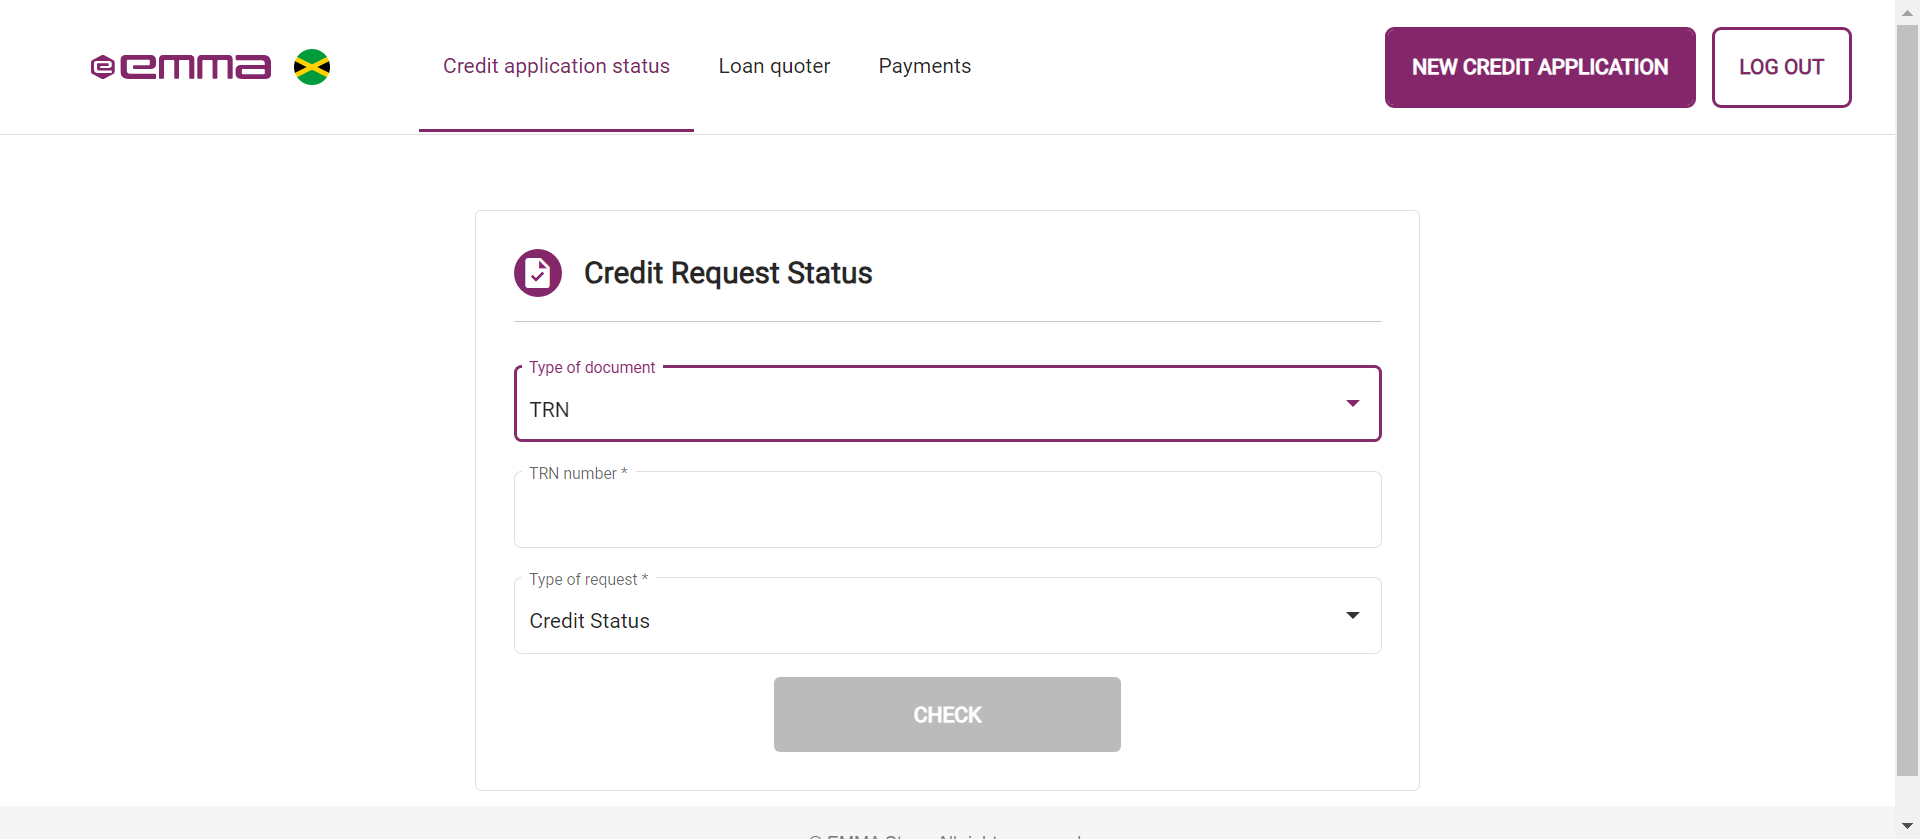 emma
Credit application status
Loan quoter
Payments
NEW CREDIT APPLICATION
LOG OUT
Credit Request Status
Type of document
TRN
TRN number *
Type of request *
Credit Status
CHECK